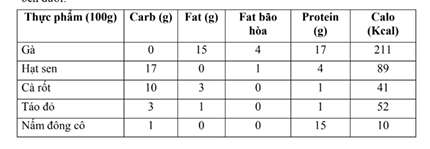 bên dưới.
Thực phẩm (100g) Carb (g) Fat (g) Fat bão hòa Protein (g) Calo (Kcal)
Gà 0 15 4 17 211
Hạt sen 17 0 1 4 89
Cà rốt 10 3 0 1 41
Táo đỏ 3 1 0 1 52
Nấm đông cô 1 0 0 15 10